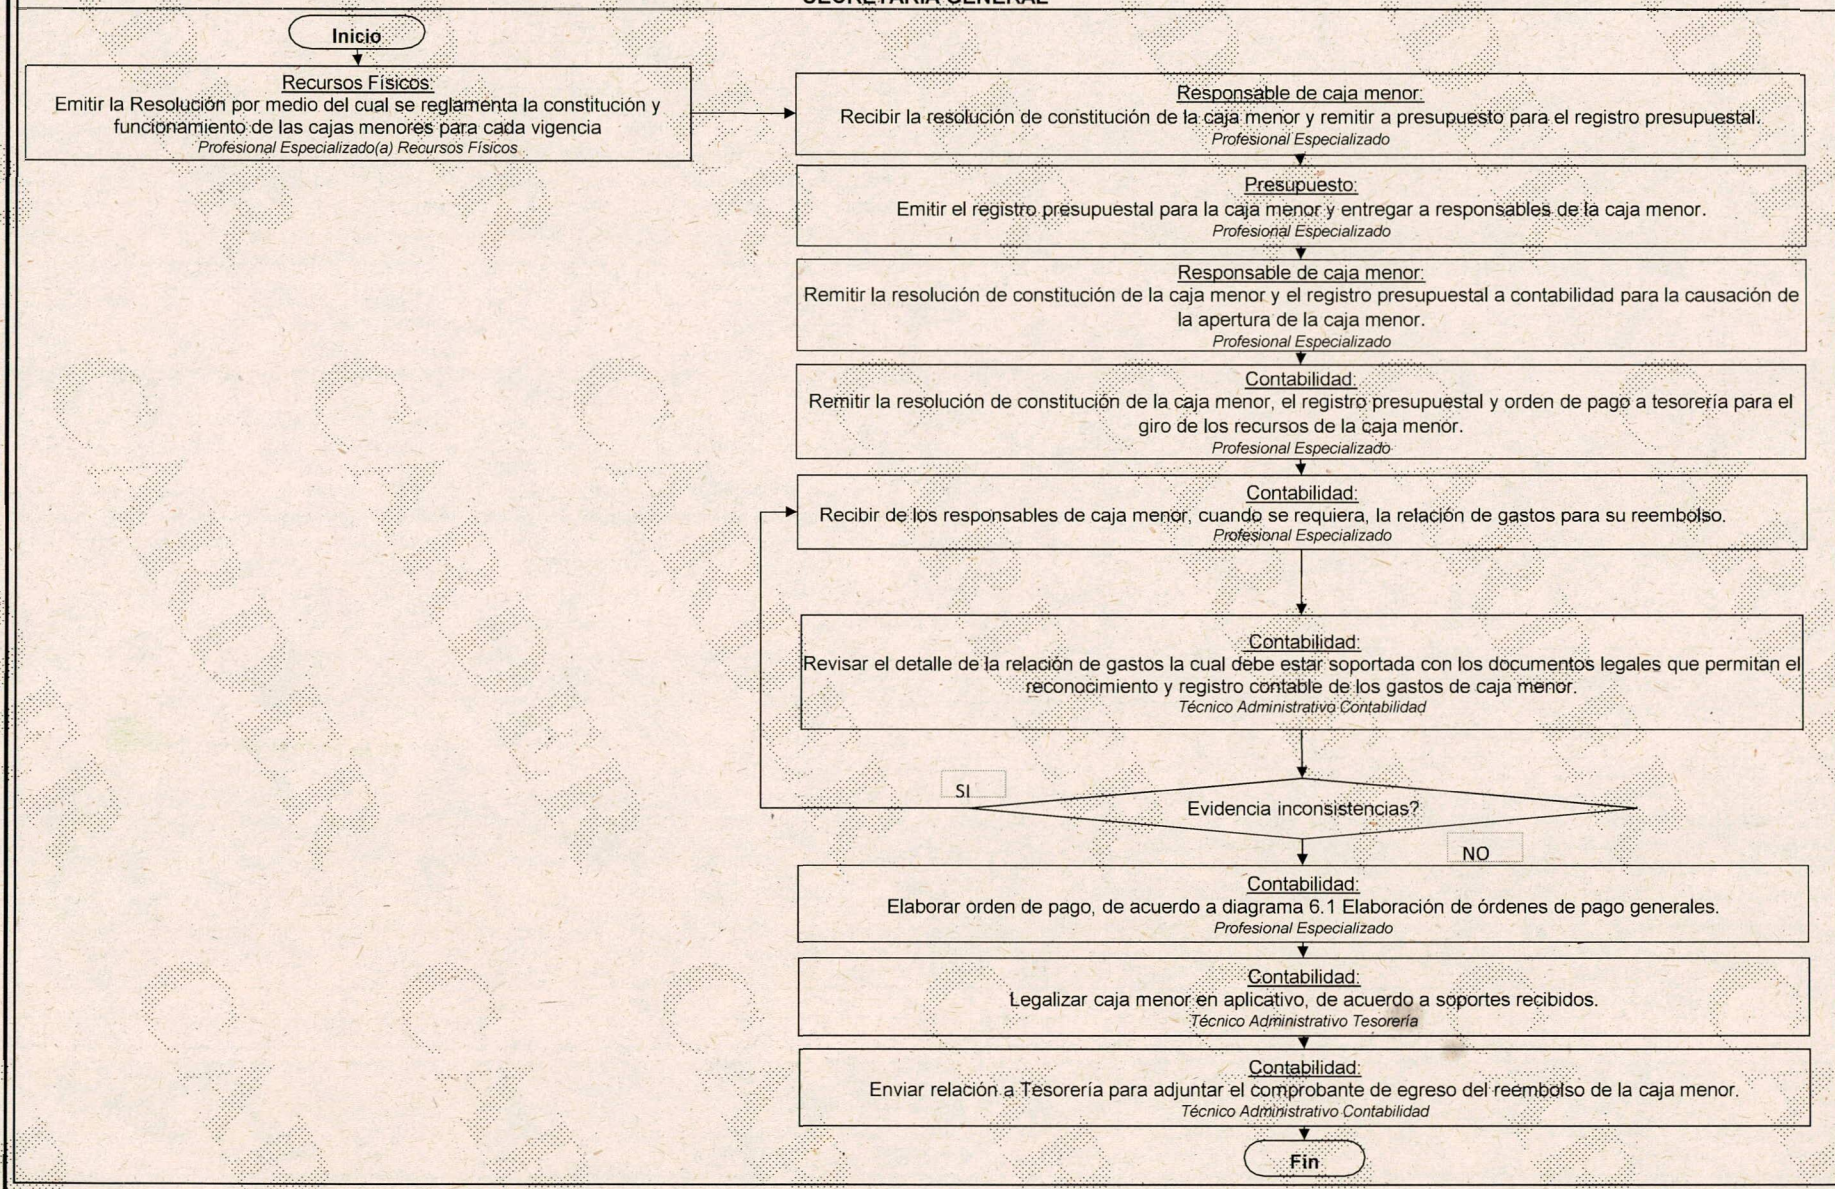 SECRETARIA GENERAL
Inicio
Recursos Físicos:
Emitir la Resolución por medio del cual se reglamenta la constitución y
funcionamiento de las cajas menores para cada vigencia
Profesional Especializado(a) Recursos Físicos
Responsable de caja menor:
Recibir la resolución de constitución de la caja menor y remitir a presupuesto para el registro presupuestal.
Profesional Especializado
Presupuesto:
Emitir el registro presupuestal para la caja menor y entregar a responsables de la caja menor.
Profesional Especializado
Responsable de caja menor:
Remitir la resolución de constitución de la caja menor y el registro presupuestal a contabilidad para la causación de
la apertura de la caja menor.
Profesional Especializado
Contabilidad:
Remitir la resolución de constitución de la caja menor, el registro presupuestal y orden de pago a tesorería para el
giro de los recursos de la caja menor.
Profesional Especializado
Contabilidad:
Recibir de los responsables de caja menor, cuando se requiera, la relación de gastos para su reembolso.
Profesional Especializado
Contabilidad:
Revisar el detalle de la relación de gastos la cual debe estar soportada con los documentos legales que permitan el
reconocimiento y registro contable de los gastos de caja menor.
Técnico Administrativo Contabilidad
SI
Evidencia inconsistencias?
NO
Contabilidad:
Elaborar orden de pago, de acuerdo a diagrama 6.1 Elaboración de órdenes de pago generales.
Profesional Especializado
Contabilidad:
Legalizar caja menor en aplicativo, de acuerdo a soportes recibidos.
Técnico Administrativo Tesorería
Contabilidad:
Enviar relación a Tesorería para adjuntar el comprobante de egreso del reembolso de la caja menor.
Técnico Administrativo Contabilidad
Fin
CARDER
CARDER
CARDER